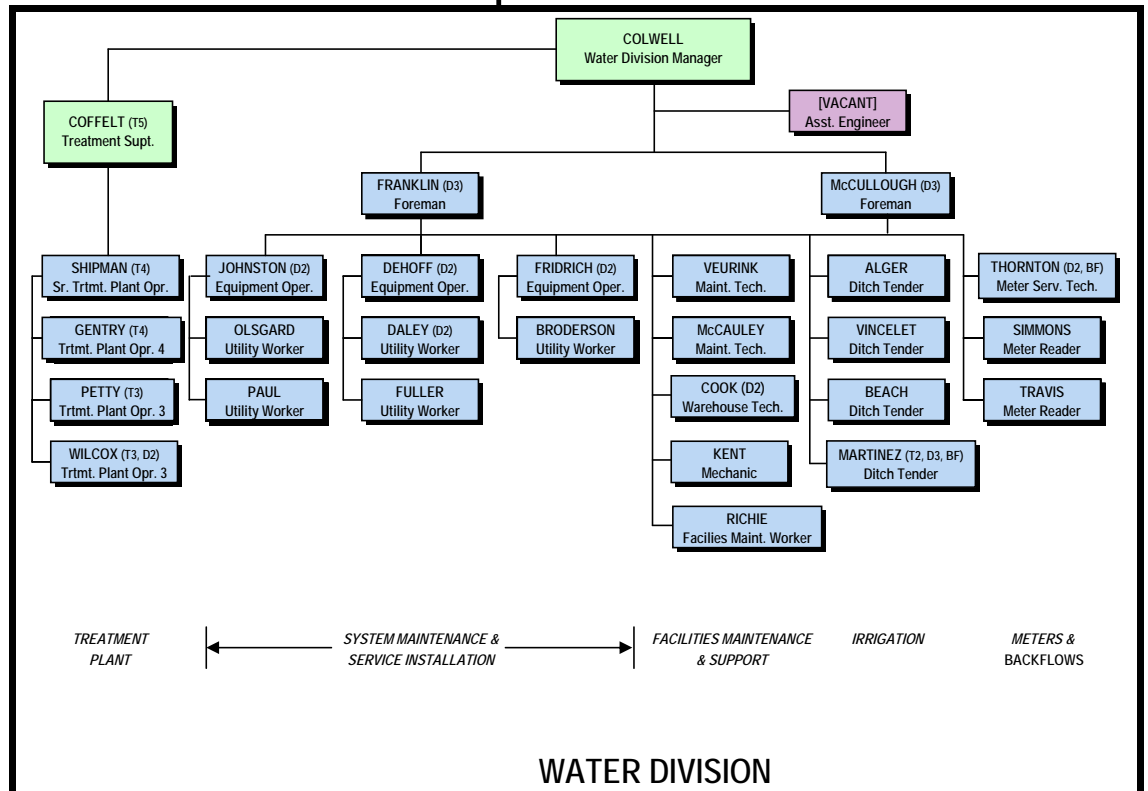 COLWELL
Water Division Manager
COFFELT (T5)
Treatment Supt.
[VACANT]
Asst. Engineer
FRANKLIN (D3)
Foreman
McCULLOUGH (D3)
Foreman
SHIPMAN (T4)
Sr. Trtmt. Plant Opr.
GENTRY (T4)
Trtmt. Plant Opr. 4
PETTY (T3)
Trtmt. Plant Opr. 3
WILCOX (T3, D2)
Trtmt. Plant Opr. 3
JOHNSTON (D2)
Equipment Oper.
OLSGARD
Utility Worker
PAUL
Utility Worker
DEHOFF (D2)
Equipment Oper.
DALEY (D2)
Utility Worker
FULLER
Utility Worker
FRIDRICH (D2)
Equipment Oper.
BRODERSON
Utility Worker
VEURINK
Maint. Tech.
McCAULEY
Maint. Tech.
COOK (D2)
Warehouse Tech.
KENT
Mechanic
RICHIE
Facilies Maint. Worker
ALGER
Ditch Tender
VINCELET
Ditch Tender
BEACH
Ditch Tender
MARTINEZ (T2, D3, BF)
Ditch Tender
THORNTON (D2, BF)
Meter Serv. Tech.
SIMMONS
Meter Reader
TRAVIS
Meter Reader
TREATMENT
PLANT
SYSTEM MAINTENANCE &
SERVICE INSTALLATION
FACILITIES MAINTENANCE
& SUPPORT
IRRIGATION
METERS &
BACKFLOWS
WATER DIVISION